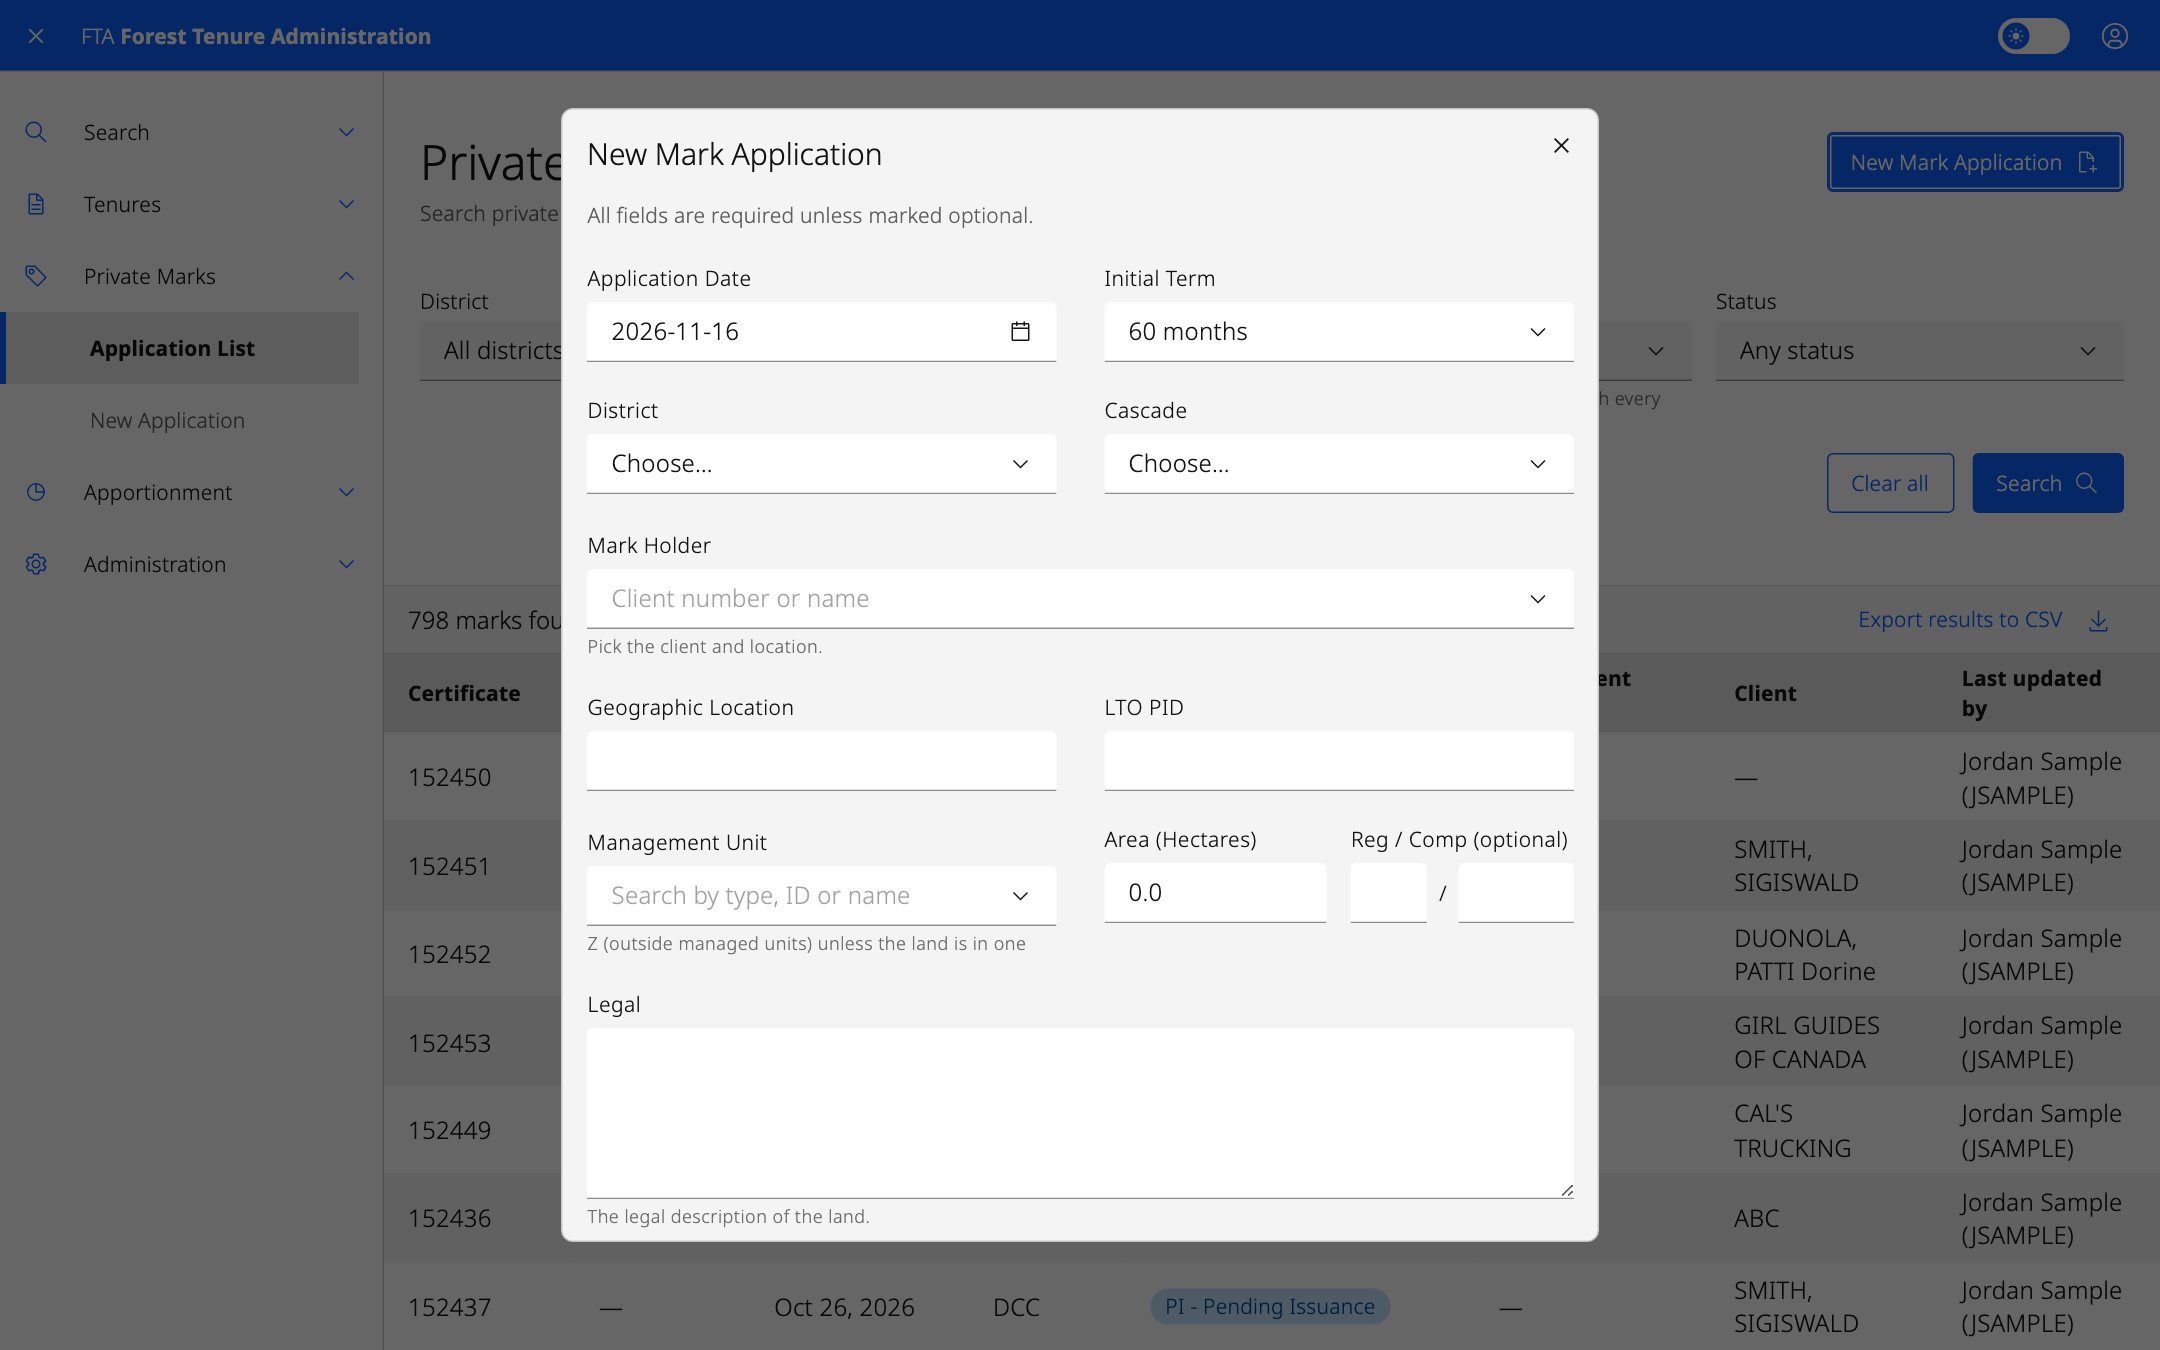 FTA Forest Tenure Administration
Search
Tenures
Private Marks
Application List
New Application
Apportionment
Administration
Private
Search private
New Mark Application
District
All districts
Status
Any status
h every
Clear all
Search
798 marks fou
Export results to CSV
Certificate
ent
Client
Last updated
by
152450
—
Jordan Sample
(JSAMPLE)
152451
SMITH,
SIGISWALD
Jordan Sample
(JSAMPLE)
152452
DUONOLA,
PATTI Dorine
Jordan Sample
(JSAMPLE)
152453
GIRL GUIDES
OF CANADA
Jordan Sample
(JSAMPLE)
152449
CAL'S
TRUCKING
Jordan Sample
(JSAMPLE)
152436
ABC
Jordan Sample
(JSAMPLE)
152437
—
Oct 26, 2026
DCC
PI - Pending Issuance
—
SMITH,
SIGISWALD
Jordan Sample
(JSAMPLE)
New Mark Application
All fields are required unless marked optional.
Application Date
2026-11-16
Initial Term
60 months
District
Choose...
Cascade
Choose...
Mark Holder
Client number or name
Pick the client and location.
Geographic Location
LTO PID
Management Unit
Search by type, ID or name
Z (outside managed units) unless the land is in one
Area (Hectares)
0.0
Reg / Comp (optional)
/
Legal
The legal description of the land.